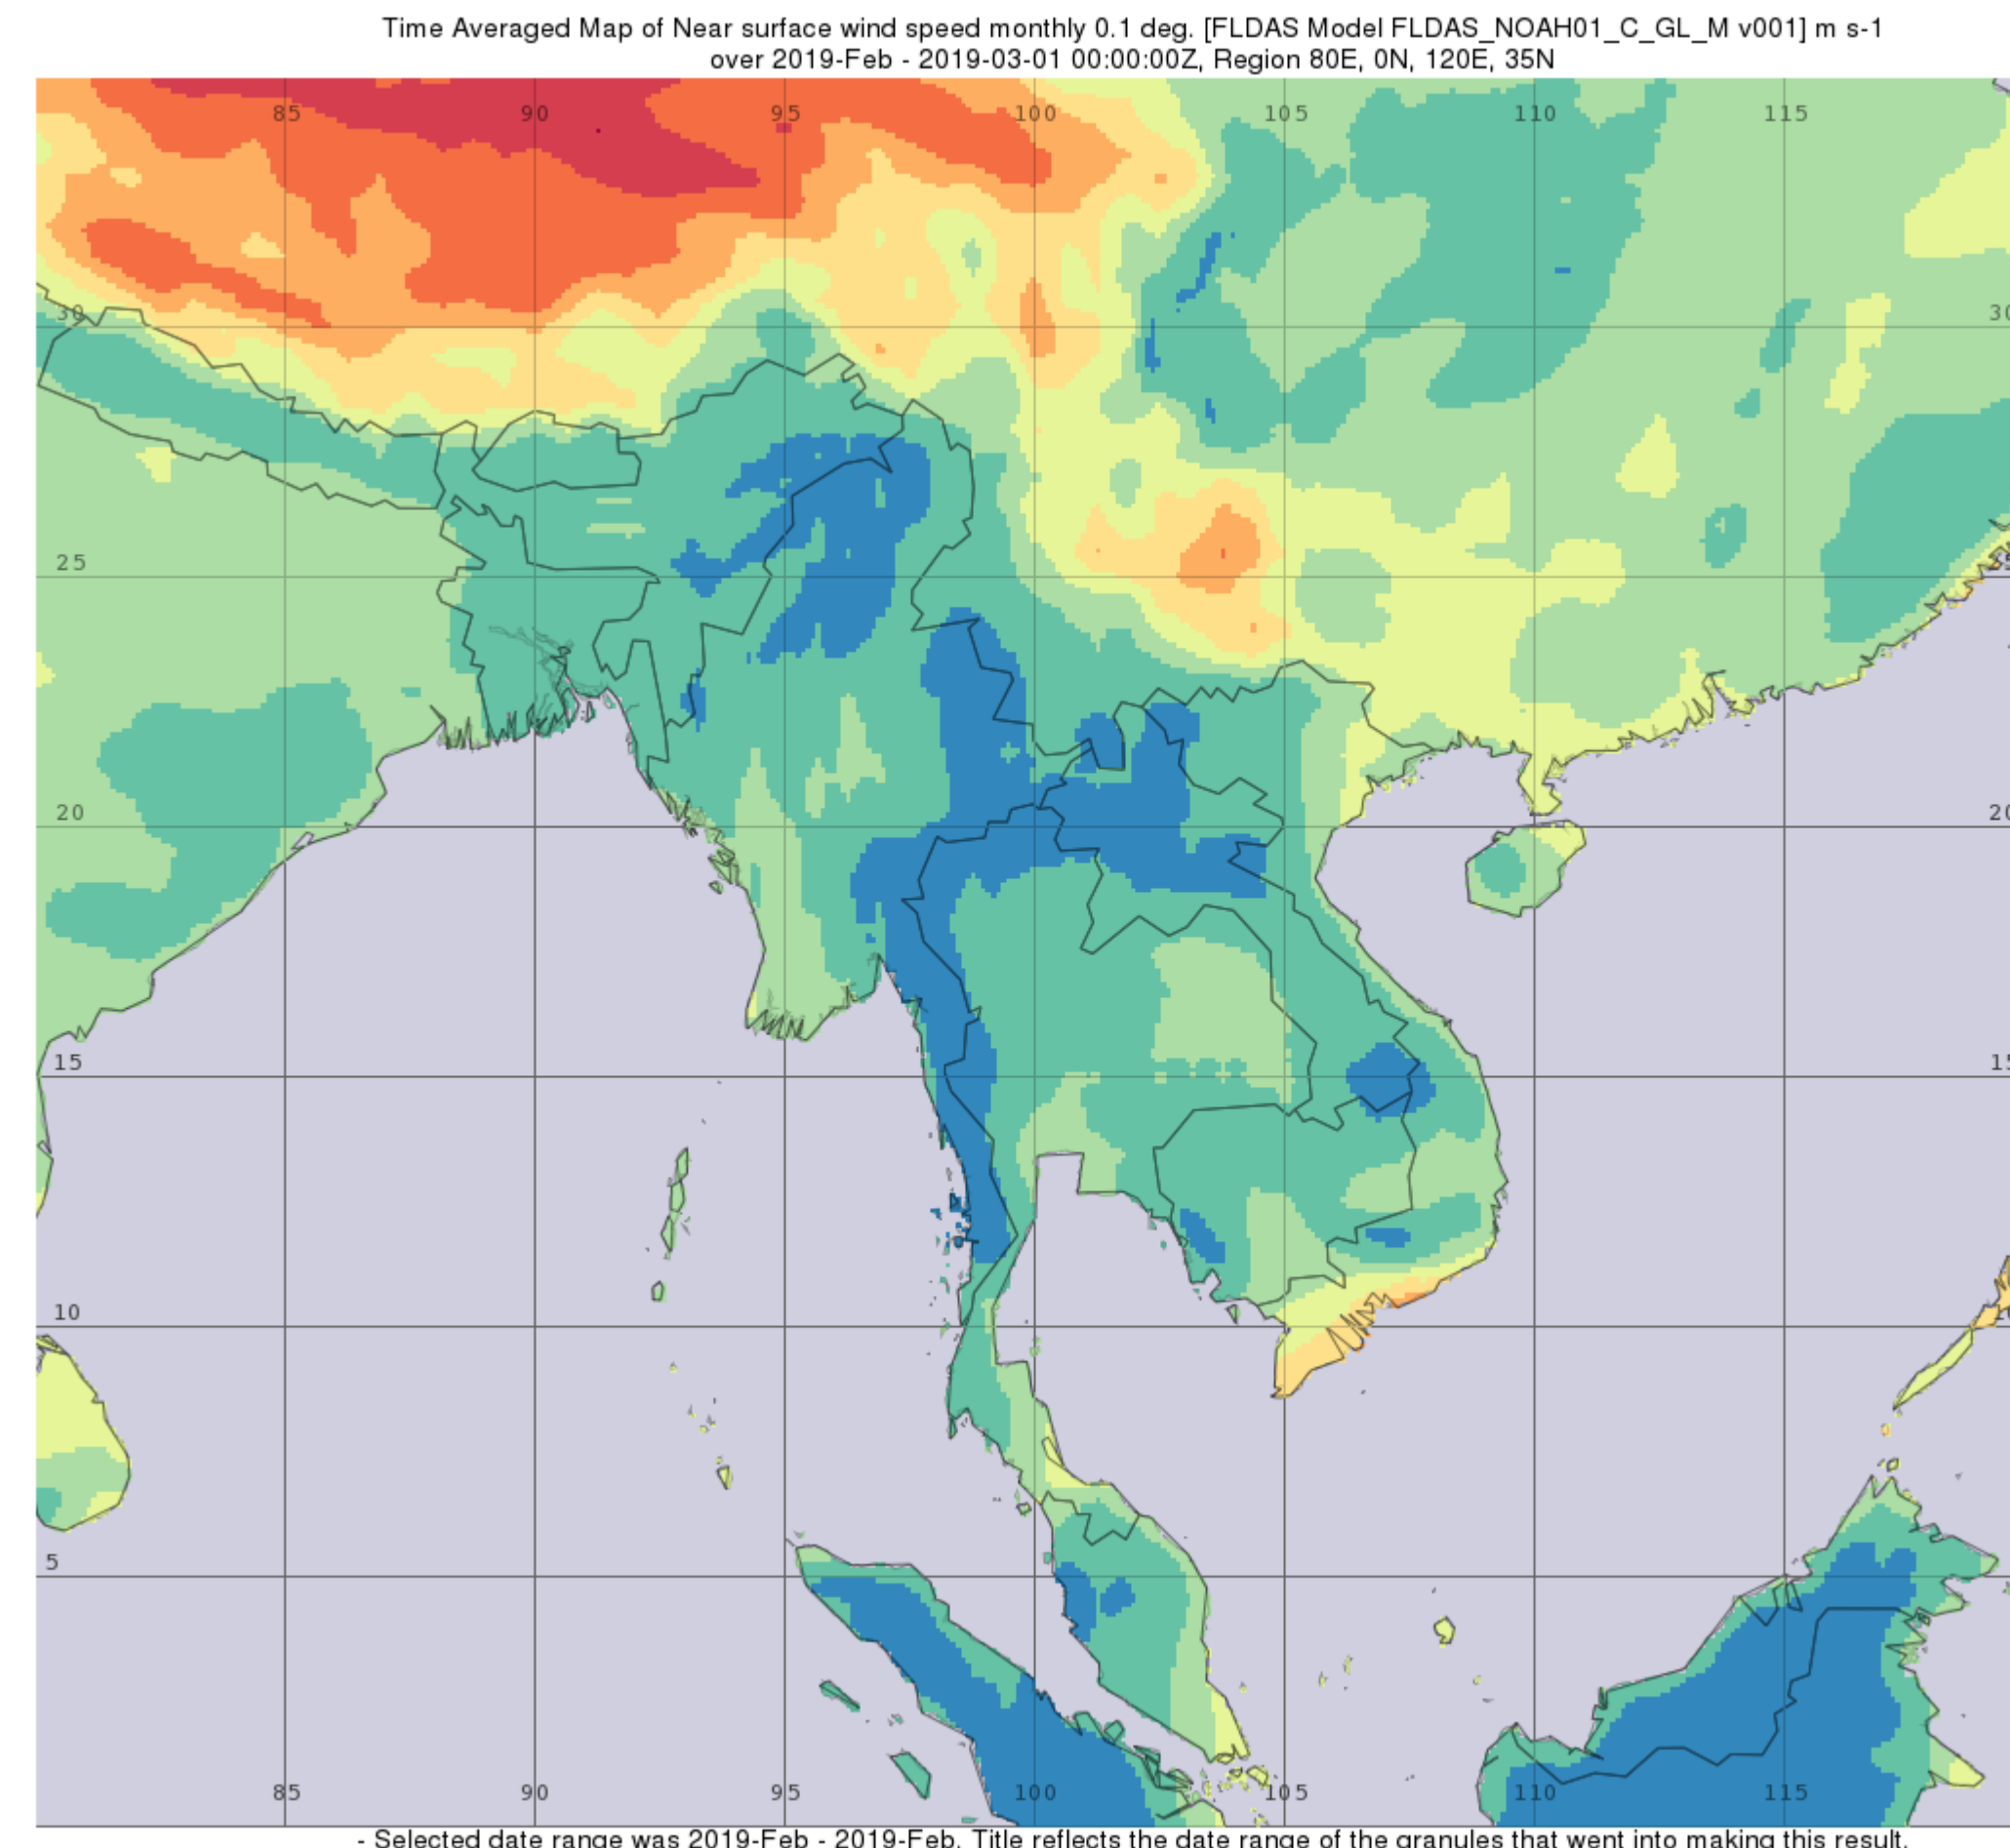 Time Averaged Map of Near surface wind speed monthly 0.1 deg. [FLDAS Model FLDAS_NOAH01_C_GL_M v001] m s-1
over 2019-Feb - 2019-03-01 00:00:00Z, Region 80E, 0N, 120E, 35N
85 90 95 100 105 110 115
30
25
20 20
15
10
5
85 90 95 100 105 110 115
- Selected date range was 2019-Feb - 2019-Feb. Title reflects the date range of the granules that went into making this result.